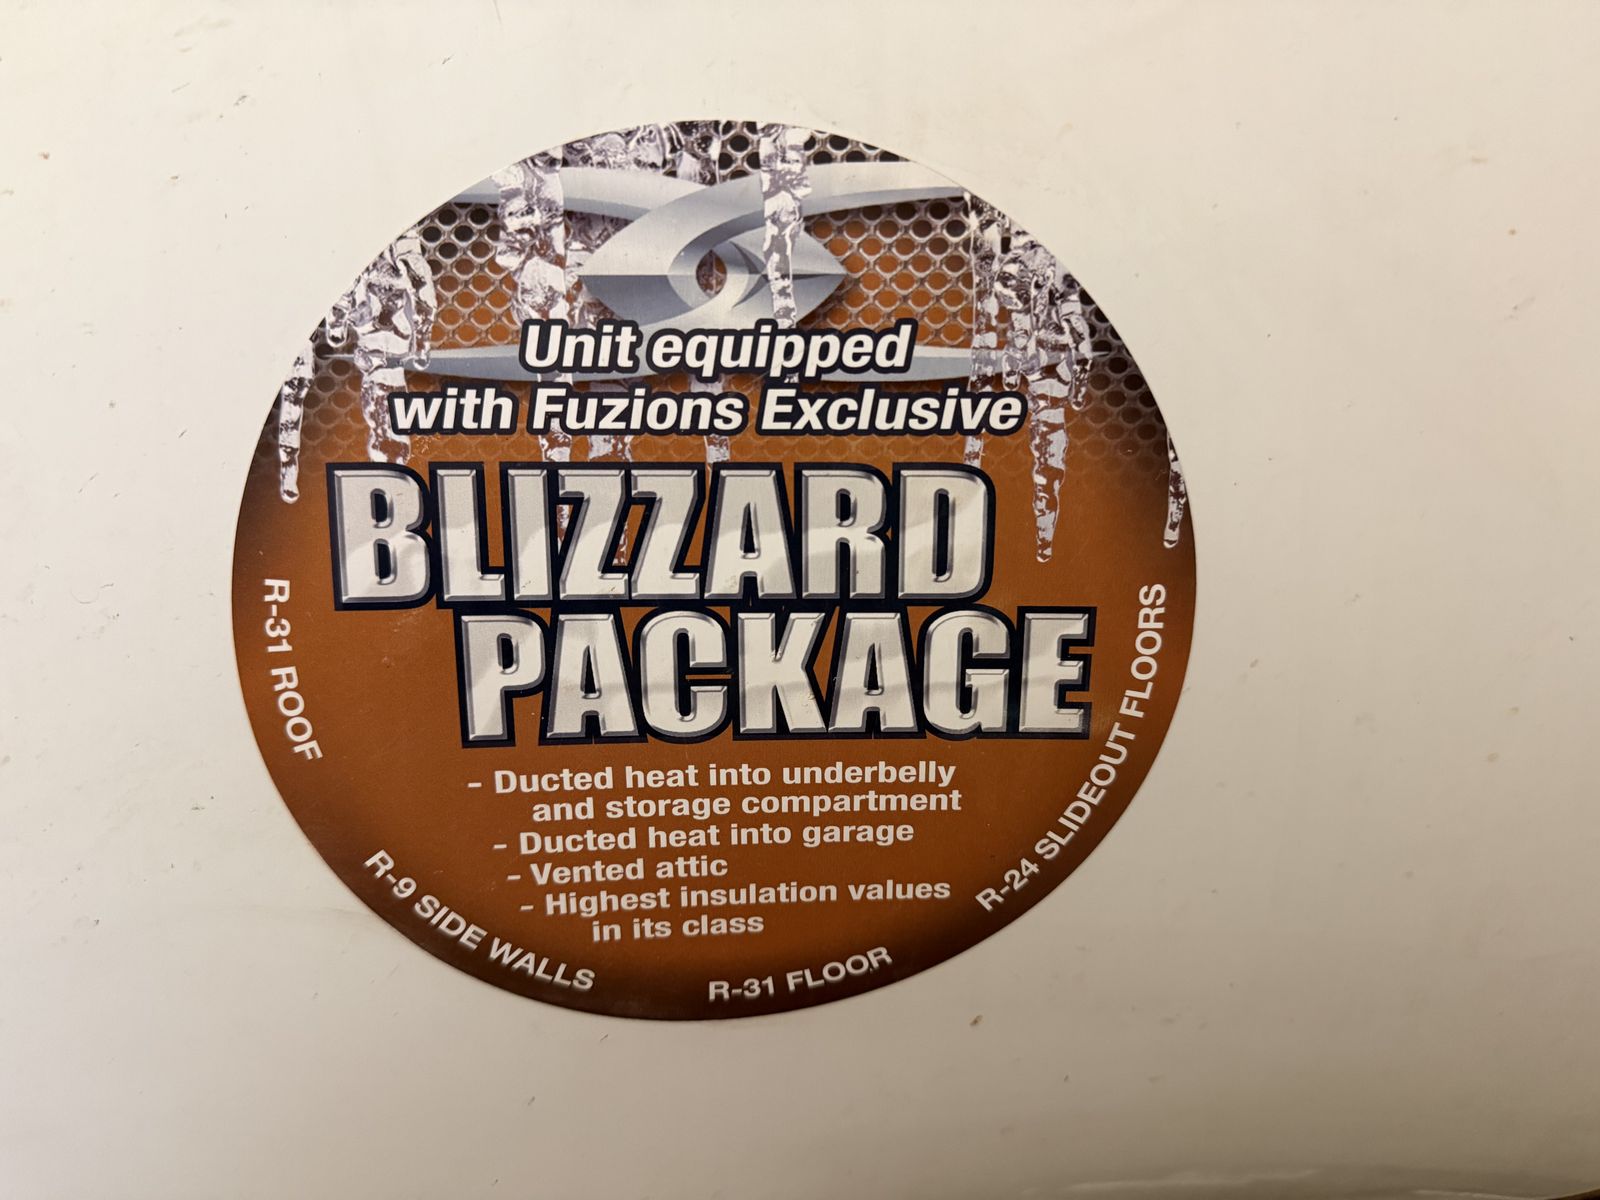 Unit equipped
with Fuzions Exclusive
BLIZZARD
PACKAGE
- Ducted heat into underbelly
and storage compartment
- Ducted heat into garage
- Vented attic
- Highest insulation values
in its class
R-31 ROOF
R-9 SIDE WALLS
R-31 FLOOR
R-24 SLIDEOUT FLOORS